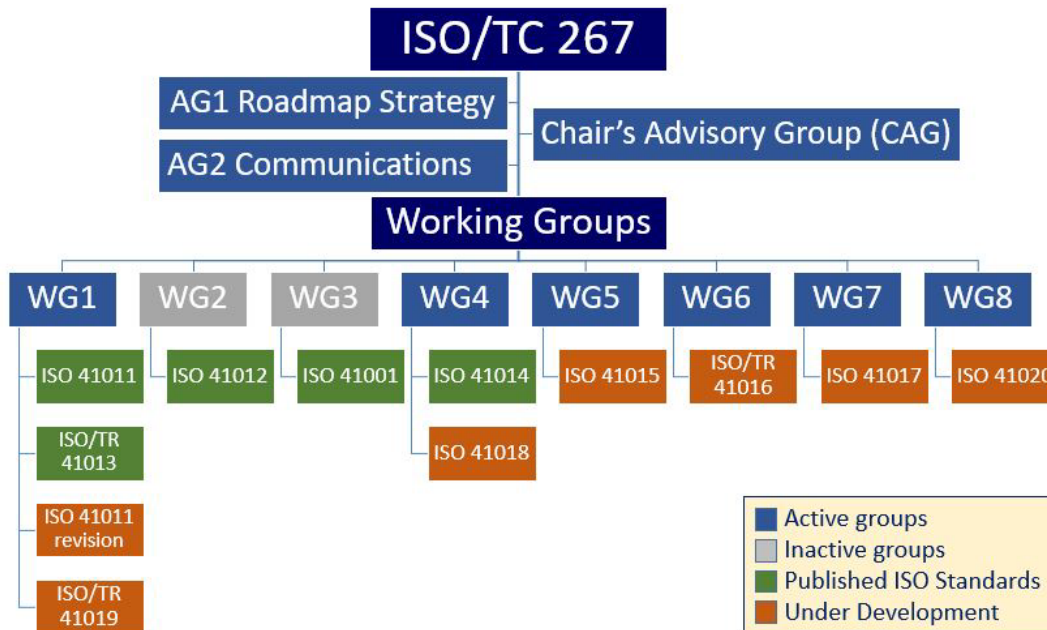 ISO/TC 267
AG1 Roadmap Strategy
Chair's Advisory Group (CAG)
AG2 Communications
Working Groups
WG1
WG2
WG3
WG4
WG5
WG6
WG7
WG8
ISO 41011
ISO 41012
ISO 41001
ISO 41014
ISO 41015
ISO/TR
41016
ISO 41017
ISO 41020
ISO/TR
41013
ISO 41018
ISO 41011
revision
ISO/TR
41019
Active groups
Inactive groups
Published ISO Standards
Under Development